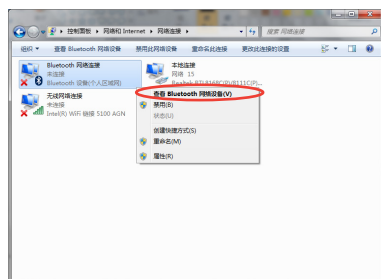 控制面板 ▸ 网络和 Internet ▸ 网络连接 ▸
搜索 网络连接
组织 ▼ 查看 Bluetooth 网络设备 禁用此网络设备 重命名此连接 更改此连接的设置
Bluetooth 网络连接
未连接
Bluetooth 设备(个人区域网)
本地连接
网络 15
Realtek RTL8168C(P)/8111C(P)...
无线网络连接
未连接
Intel(R) WiFi 链接 5100 AGN
查看 Bluetooth 网络设备(V)
禁用(B)
状态(U)
创建快捷方式(S)
重命名(M)
属性(R)